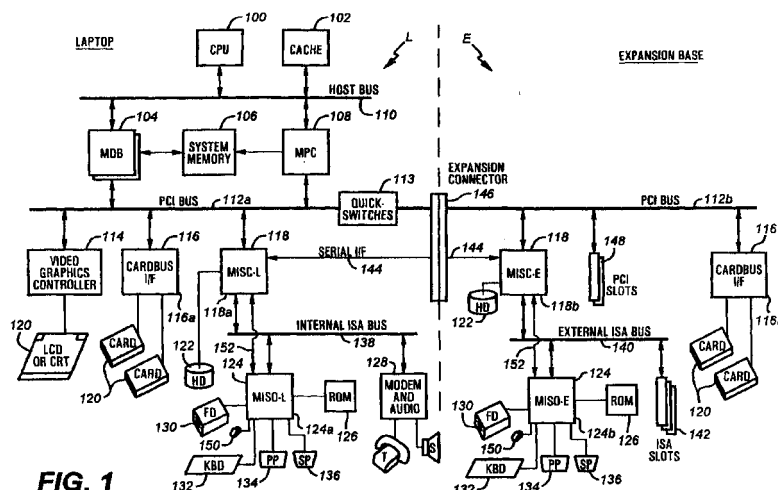 100
102
LAPTOP
CPU
CACHE
L
E
EXPANSION BASE
HOST BUS
110
104
106
108
MDB
SYSTEM MEMORY
MPC
113
EXPANSION CONNECTOR
146
PCI BUS
112a
QUICK-SWITCHES
PCI BUS
112b
114
116
118
118
148
116
VIDEO GRAPHICS CONTROLLER
CARDBUS I/F
MISC-L
SERIAL I/F
144
144
MISC-E
PCI SLOTS
CARDBUS I/F
116a
118a
122
HD
118b
120
LCD OR CRT
CARD
CARD
120
INTERNAL ISA BUS
138
EXTERNAL ISA BUS
140
122
HD
152
124
128
152
124
CARD
CARD
120
FD
130
MISO-L
ROM
126
MODEM AND AUDIO
FD
130
MISO-E
ROM
126
124a
124b
ISA SLOTS
142
150
T
S
150
KBD
132
PP
134
SP
136
KBD
132
PP
134
SP
136
FIG. 1